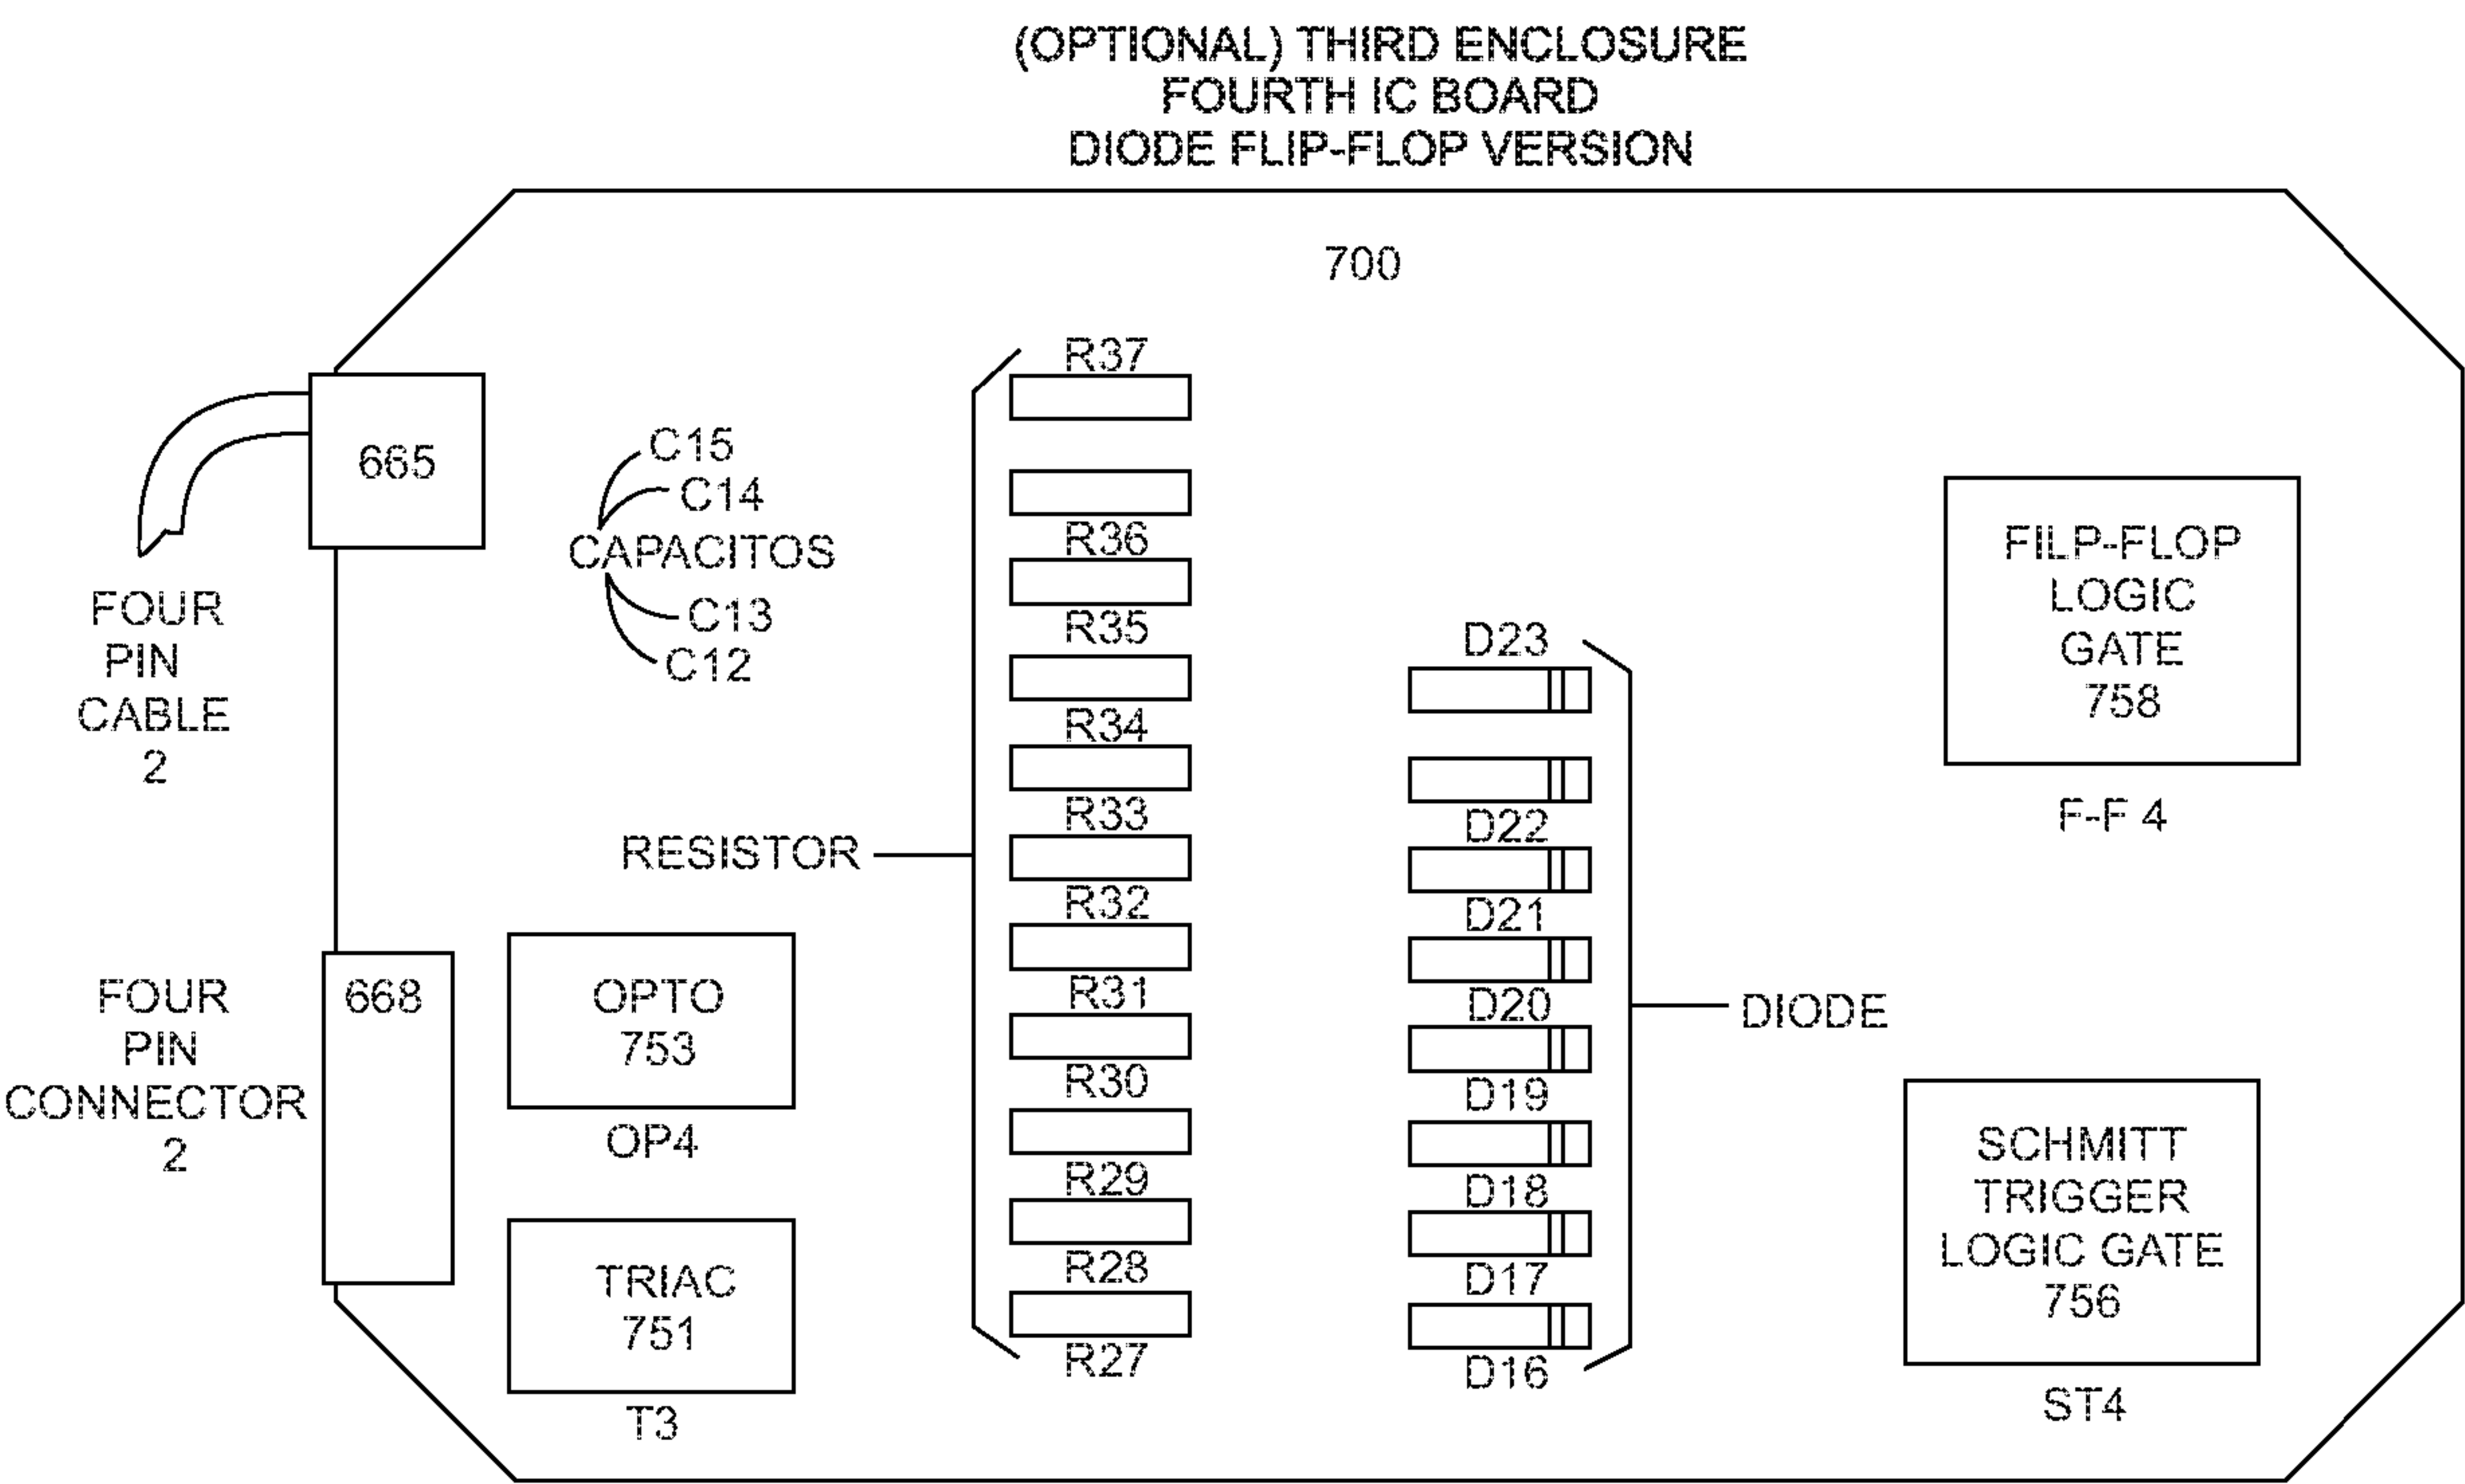 (OPTIONAL) THIRD ENCLOSURE
FOURTH IC BOARD
DIODE FLIP-FLOP VERSION
700
665
FOUR
PIN
CABLE
2
C15
C14
CAPACITOS
C13
C12
RESISTOR
R37
R36
R35
R34
R33
R32
R31
R30
R29
R28
R27
D23
D22
D21
D20
D19
D18
D17
D16
DIODE
FILP-FLOP
LOGIC
GATE
758
F-F 4
FOUR
PIN
CONNECTOR
2
668
OPTO
753
OP4
TRIAC
751
T3
SCHMITT
TRIGGER
LOGIC GATE
756
ST4